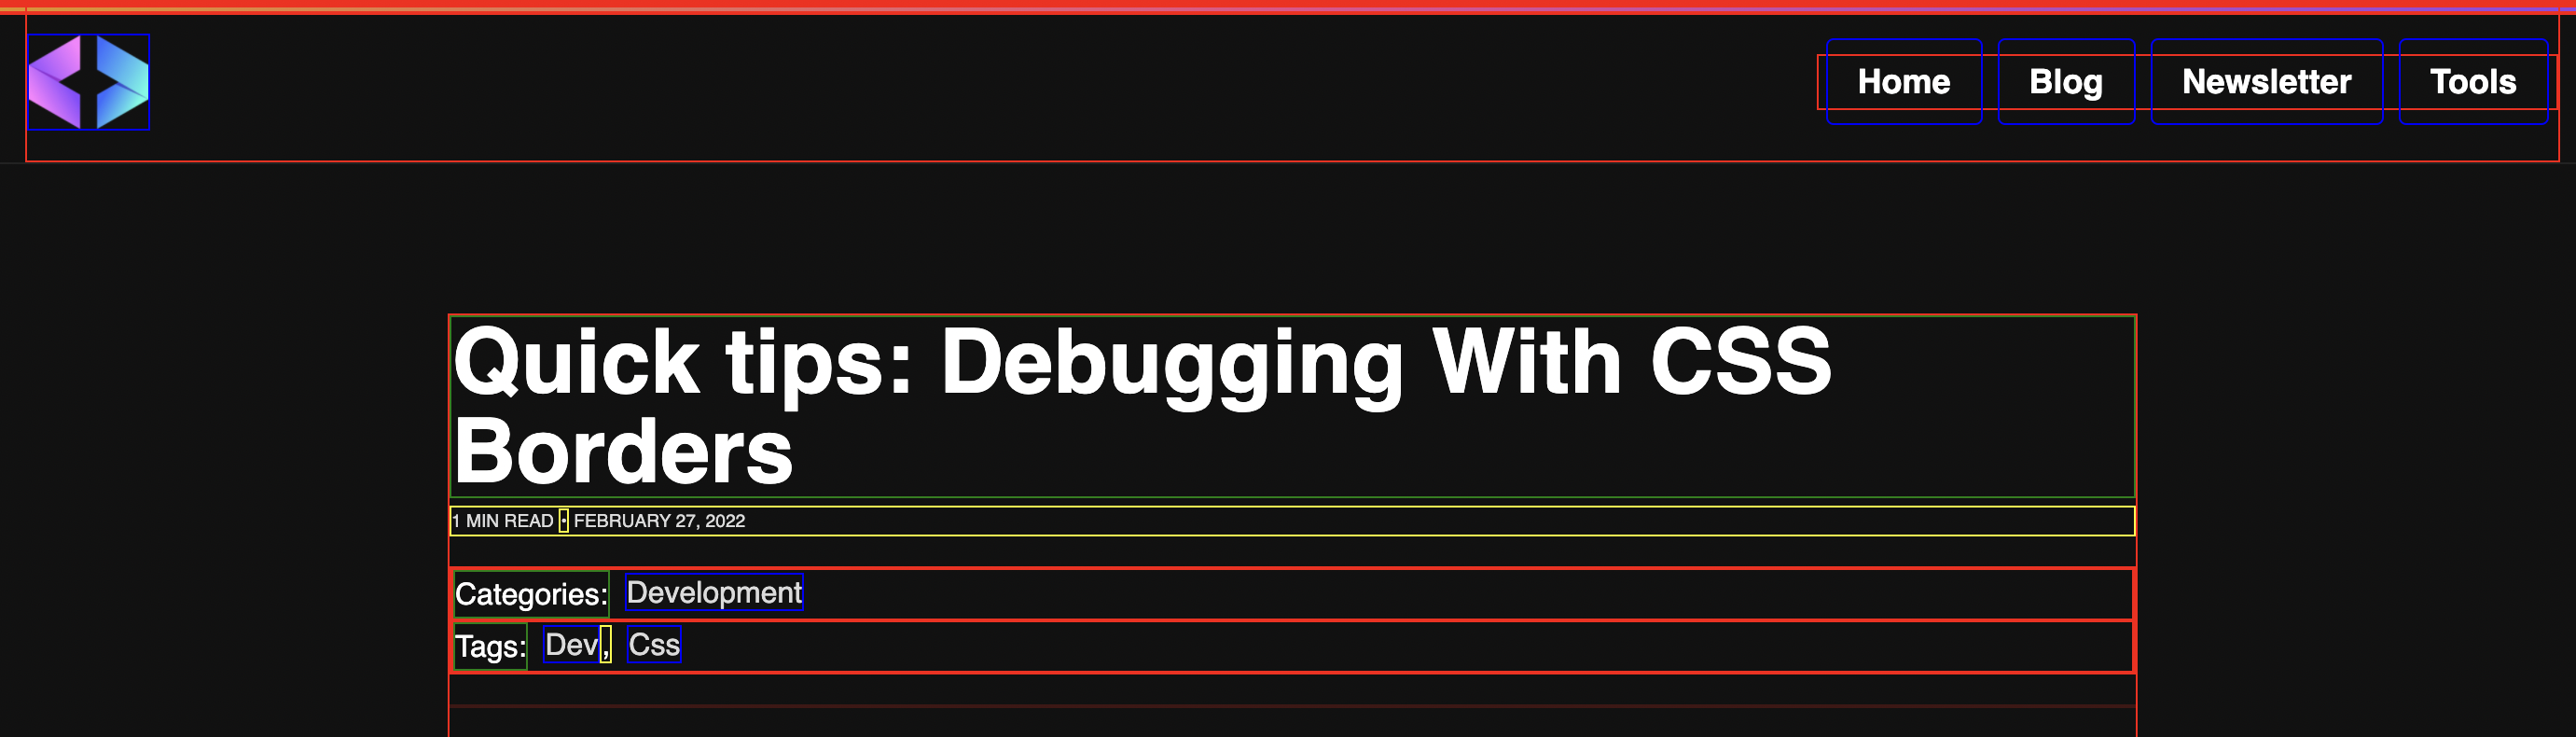 Home Blog Newsletter Tools
Quick tips: Debugging With CSS
Borders
1 MIN READ • FEBRUARY 27, 2022
Categories: Development
Tags: Dev, Css